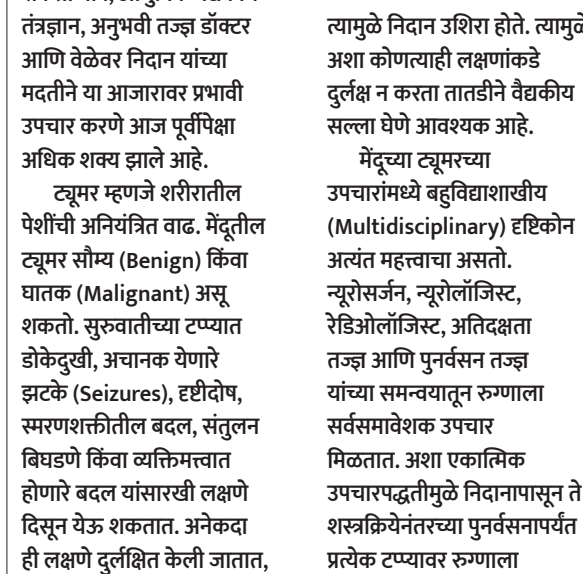 तंत्रज्ञान, अनुभवी तज्ज्ञ डॉक्टर
आणि वेळेवर निदान यांच्या
मदतीने या आजारावर प्रभावी
उपचार करणे आज पूर्वीपेक्षा
अधिक शक्य झाले आहे.
ट्यूमर म्हणजे शरीरातील
पेशींची अनियंत्रित वाढ. मेंदूतील
ट्यूमर सौम्य (Benign) किंवा
घातक (Malignant) असू
शकतो. सुरुवातीच्या टप्प्यात
डोकेदुखी, अचानक येणारे
झटके (Seizures), दृष्टीदोष,
स्मरणशक्तीतील बदल, संतुलन
बिघडणे किंवा व्यक्तिमत्त्वात
होणारे बदल यांसारखी लक्षणे
दिसून येऊ शकतात. अनेकदा
ही लक्षणे दुर्लक्षित केली जातात,
त्यामुळे निदान उशिरा होते. त्यामुळे
अशा कोणत्याही लक्षणांकडे
दुर्लक्ष न करता तातडीने वैद्यकीय
सल्ला घेणे आवश्यक आहे.
मेंदूच्या ट्यूमरच्या
उपचारांमध्ये बहुविद्याशाखीय
(Multidisciplinary) दृष्टिकोन
अत्यंत महत्त्वाचा असतो.
न्यूरोसर्जन, न्यूरोलॉजिस्ट,
रेडिओलॉजिस्ट, अतिदक्षता
तज्ज्ञ आणि पुनर्वसन तज्ज्ञ
यांच्या समन्वयातून रुग्णाला
सर्वसमावेशक उपचार
मिळतात. अशा एकात्मिक
उपचारपद्धतीमुळे निदानापासून ते
शस्त्रक्रियेनंतरच्या पुनर्वसनापर्यंत
प्रत्येक टप्प्यावर रुग्णाला